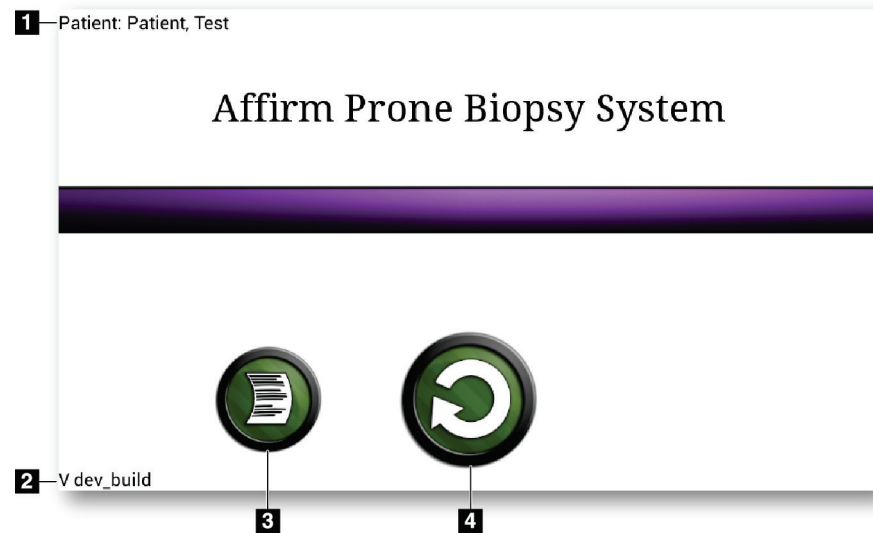 1 Patient: Patient, Test
Affirm Prone Biopsy System
2 V dev_build
3 4